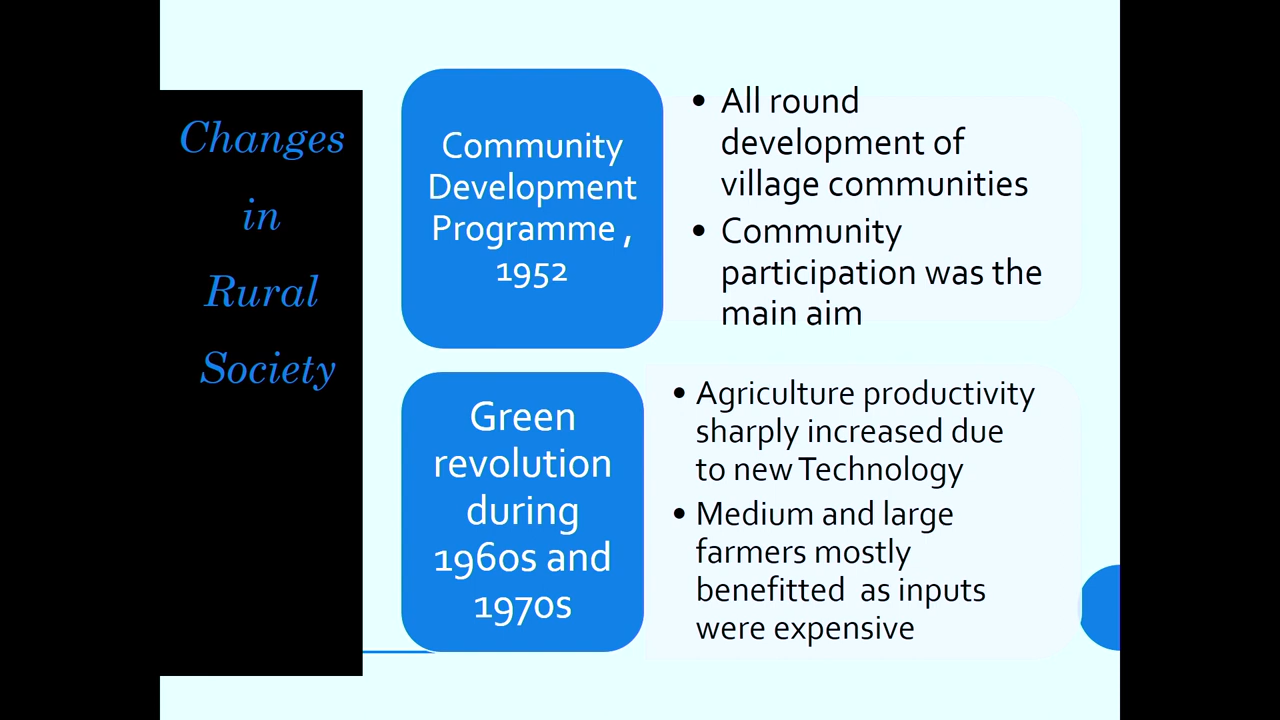 Changes
in
Rural
Society
Community
Development
Programme ,
1952
• All round
development of
village communities
• Community
participation was the
main aim
Green
revolution
during
1960s and
1970s
• Agriculture productivity
sharply increased due
to new Technology
• Medium and large
farmers mostly
benefitted  as inputs
were expensive